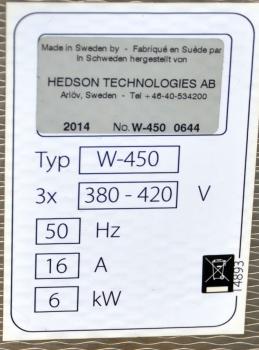 Made in Sweden by - Fabriqué en Suéde par
In Schweden hergestellt von
HEDSON TECHNOLOGIES AB
Arlöv, Sweden - Tel +46-40-534200
2014 No. W-450 0644
Typ W-450
3x 380 - 420 V
50 Hz
16 A
6 kW
14893